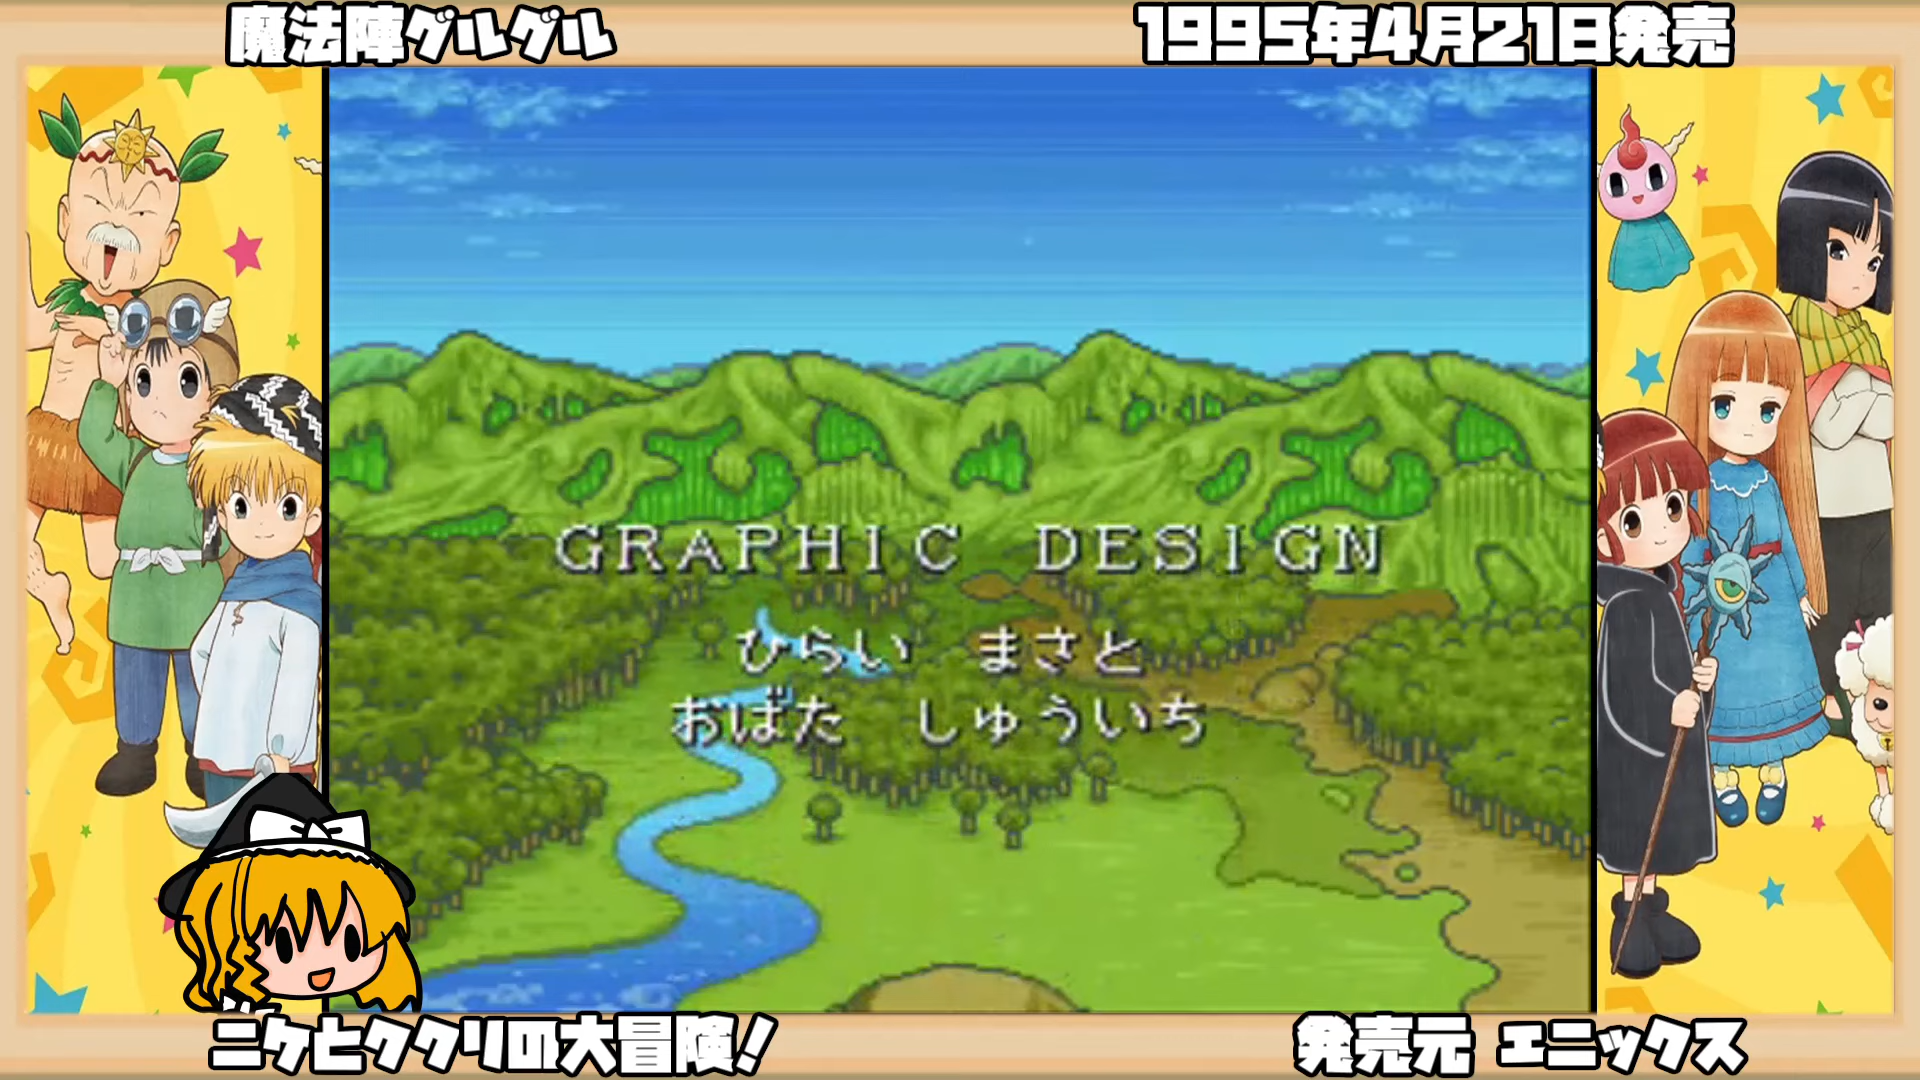 魔法陣グルグル
1995年4月21日発売
GRAPHIC DESIGN
ひらい　まさと
おばた　しゅういち
ニケとククリの大冒険!
発売元 エニックス